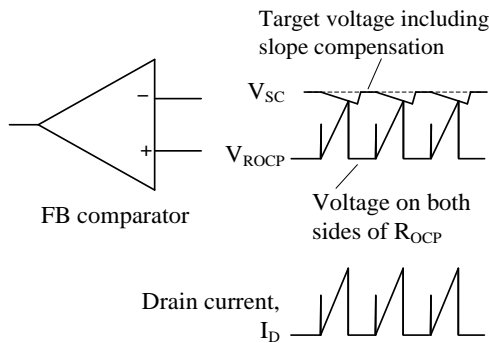 Target voltage including
slope compensation
−
V_SC
+
V_ROCP
FB comparator
Voltage on both
sides of R_OCP
Drain current,
I_D